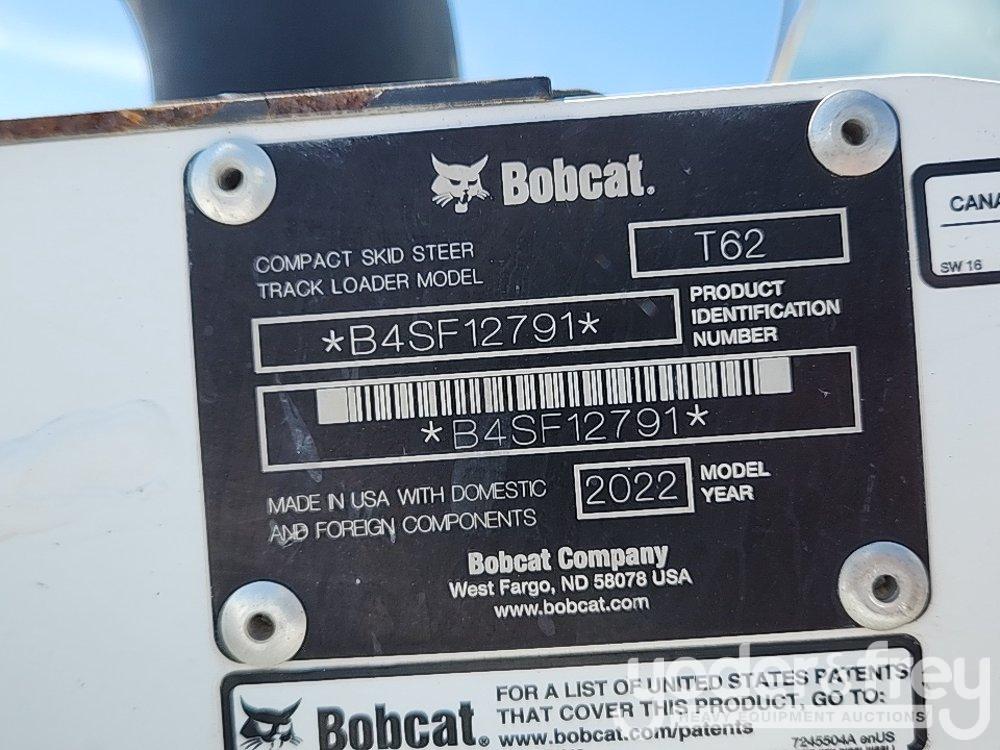 Bobcat.
COMPACT SKID STEER
TRACK LOADER MODEL
T62
*B4SF12791*
PRODUCT
IDENTIFICATION
NUMBER
*B4SF12791*
MADE IN USA WITH DOMESTIC
AND FOREIGN COMPONENTS
2022
MODEL
YEAR
Bobcat Company
West Fargo, ND 58078 USA
www.bobcat.com
CANA
SW 16
Bobcat.
FOR A LIST OF UNITED STATES PATENTS
THAT COVER THIS PRODUCT, GO TO:
www.bobcat.com/patents
7245504A enUS
yoder&frey
HEAVY EQUIPMENT AUCTIONS